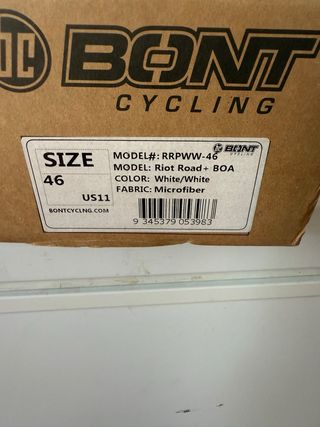 BONT
CYCLING
SIZE
46
US11
BONTCYCLNG.COM
BONT
CYCLING
MODEL#: RRPWW-46
MODEL: Riot Road+ BOA
COLOR: White/White
FABRIC: Microfiber
9 345379 053983